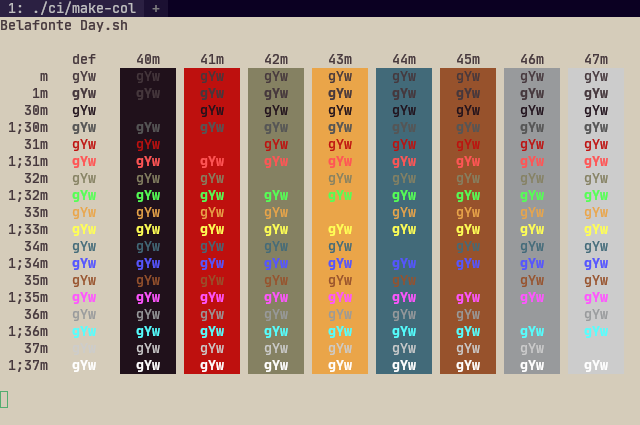 1: ./ci/make-col +
Belafonte Day.sh
def 40m 41m 42m 43m 44m 45m 46m 47m
m gYw gYw gYw gYw gYw gYw gYw gYw gYw
1m gYw gYw gYw gYw gYw gYw gYw gYw gYw
30m gYw gYw gYw gYw gYw gYw gYw gYw
1;30m gYw gYw gYw gYw gYw gYw gYw gYw gYw
31m gYw gYw gYw gYw gYw gYw gYw gYw
1;31m gYw gYw gYw gYw gYw gYw gYw gYw gYw
32m gYw gYw gYw gYw gYw gYw gYw gYw
1;32m gYw gYw gYw gYw gYw gYw gYw gYw gYw
33m gYw gYw gYw gYw gYw gYw gYw gYw
1;33m gYw gYw gYw gYw gYw gYw gYw gYw gYw
34m gYw gYw gYw gYw gYw gYw gYw gYw
1;34m gYw gYw gYw gYw gYw gYw gYw gYw gYw
35m gYw gYw gYw gYw gYw gYw gYw gYw
1;35m gYw gYw gYw gYw gYw gYw gYw gYw gYw
36m gYw gYw gYw gYw gYw gYw gYw gYw
1;36m gYw gYw gYw gYw gYw gYw gYw gYw gYw
37m gYw gYw gYw gYw gYw gYw gYw gYw
1;37m gYw gYw gYw gYw gYw gYw gYw gYw gYw